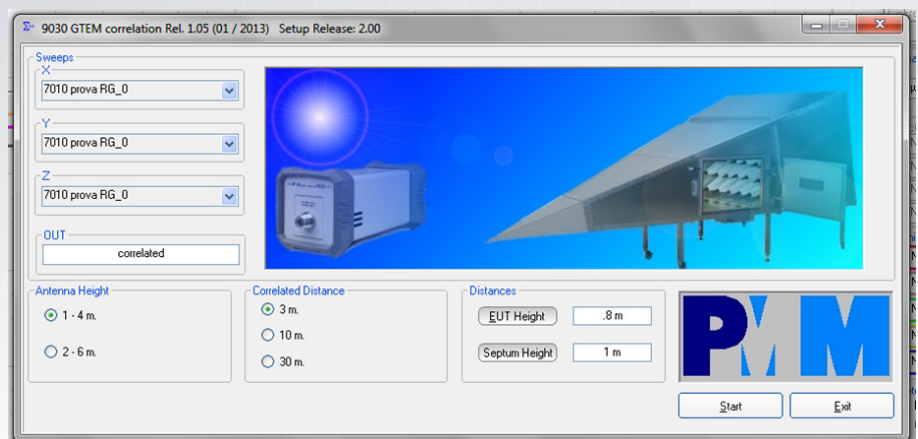 9030 GTEM correlation Rel. 1.05 (01 / 2013) Setup Release: 2.00
Sweeps
X
7010 prova RG_0
Y
7010 prova RG_0
Z
7010 prova RG_0
OUT
correlated
Antenna Height
1 - 4 m.
2 - 6 m.
Correlated Distance
3 m.
10 m.
30 m.
Distances
EUT Height
.8 m
Septum Height
1 m
PMM
Start
Exit